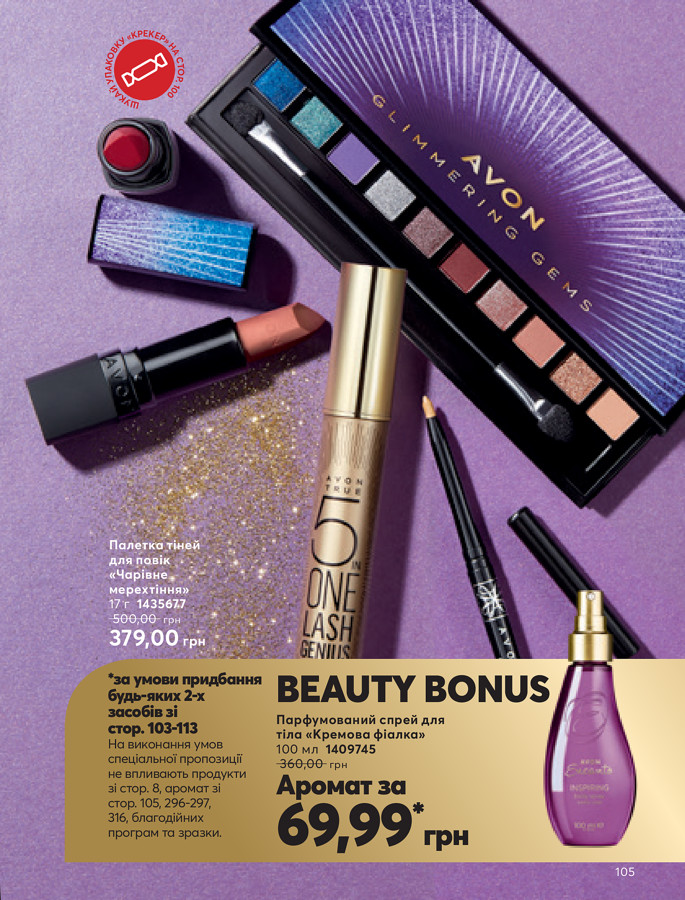 ШУКАЙ УПАКОВКУ «КРЕКЕР» НА СТОР. 100
AVON
GLIMMERING GEMS
AVON
AVON
TRUE
5
IN
ONE
LASH
GENIUS
Палетка тіней
для повік
«Чарівне
мерехтіння»
17 г 1435677
500,00 грн
379,00 грн
*за умови придбання
будь-яких 2-х
засобів зі
стор. 103-113
На виконання умов
спеціальної пропозиції
не впливають продукти
зі стор. 8, аромат зі
стор. 105, 296-297,
316, благодійних
програм та зразки.
BEAUTY BONUS
Парфумований спрей для
тіла «Кремова фіалка»
100 мл 1409745
360,00 грн
Аромат за
69,99* грн
AVON
Encanto
INSPIRING
105